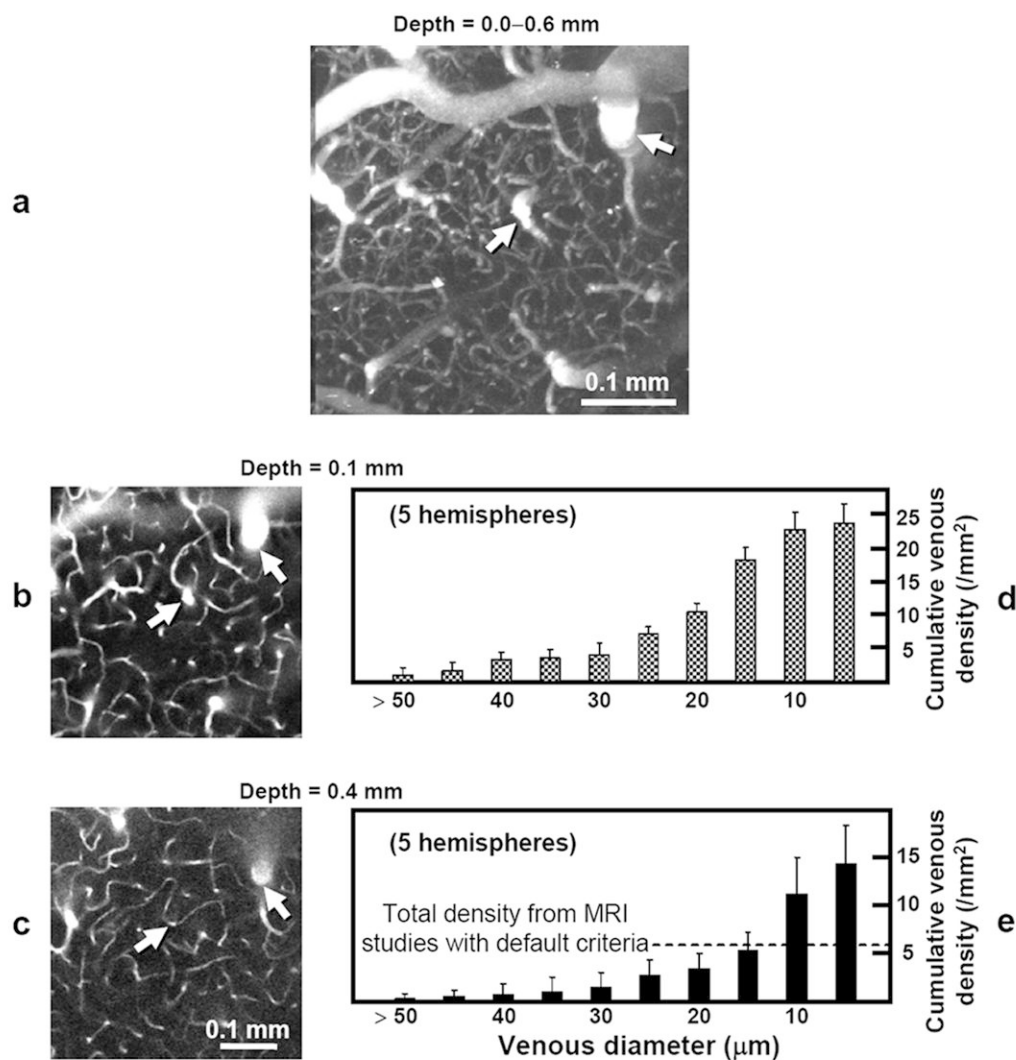 Depth = 0.0–0.6 mm
a
0.1 mm
Depth = 0.1 mm
b
(5 hemispheres)
25
20
15
10
5
Cumulative venous
density (/mm²)
d
> 50
40
30
20
10
Depth = 0.4 mm
c
0.1 mm
(5 hemispheres)
Total density from MRI
studies with default criteria
15
10
5
Cumulative venous
density (/mm²)
e
> 50
40
30
20
10
Venous diameter (μm)